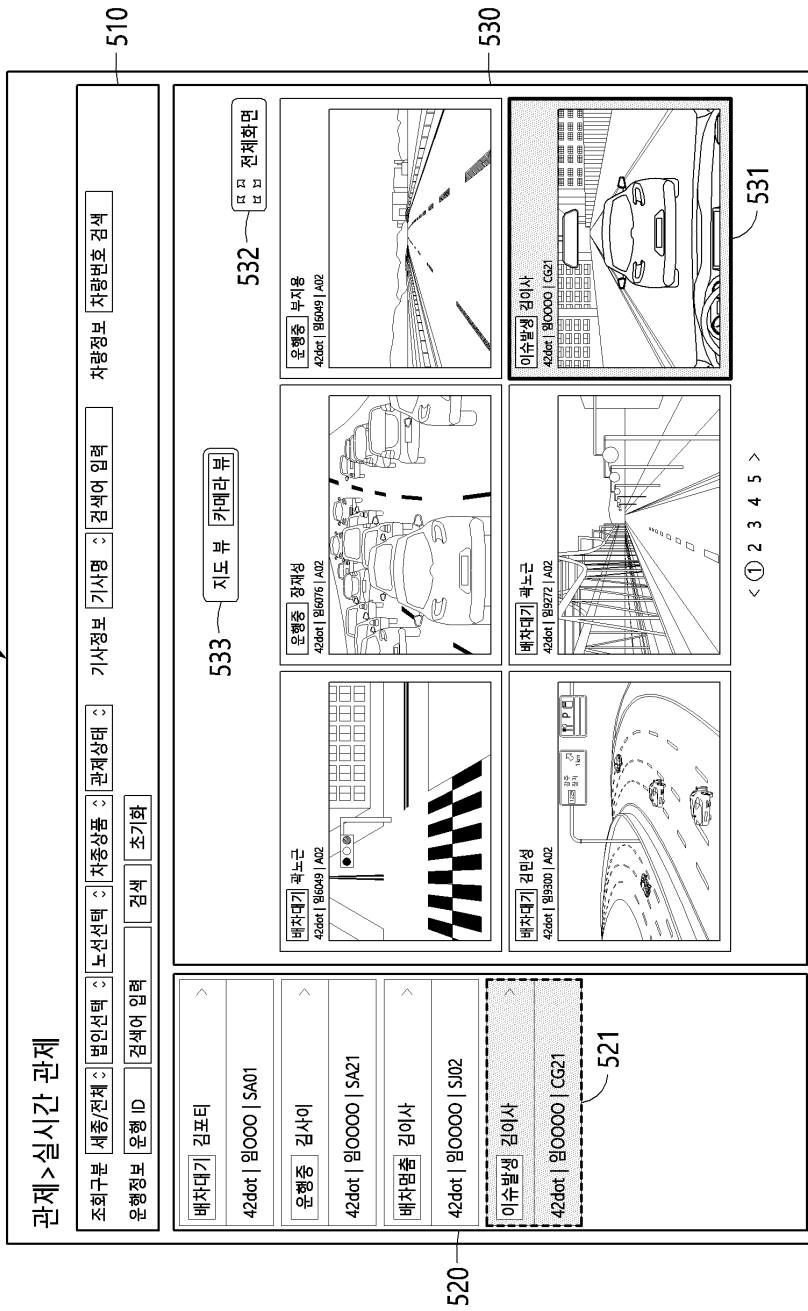 관제>실시간 관제
조회구분 세종/전체 법인선택 노선선택 차종상품 관제상태 기사정보 기사명 검색어 입력 차량정보 차량번호 검색
운행정보 운행 ID 검색어 입력 검색 초기화
510
배차대기 김포티 >
42dot | 임OOO | SA01
운행중 김사이 >
42dot | 임OOOO | SA21
배차멈춤 김이사 >
42dot | 임OOOO | SJ02
이슈발생 김이사 >
42dot | 임OOOO | CG21
521
520
533
지도 뷰 카메라 뷰
532
전체화면
530
배차대기 곽노근
42dot | 임6049 | A02
운행중 장재성
42dot | 임6076 | A02
운행중 부지용
42dot | 임6049 | A02
배차대기 김민성
42dot | 임9300 | A02
P
1km
배차대기 곽노근
42dot | 임9272 | A02
이슈발생 김이사
42dot | 임OOOO | CG21
531
< 1 2 3 4 5 >